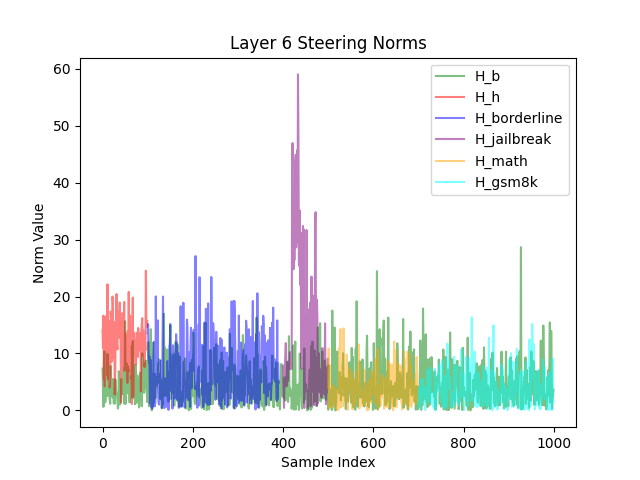 Layer 6 Steering Norms
60
50
40
30
20
10
0
Norm Value
H_b
H_h
H_borderline
H_jailbreak
H_math
H_gsm8k
0 200 400 600 800 1000
Sample Index